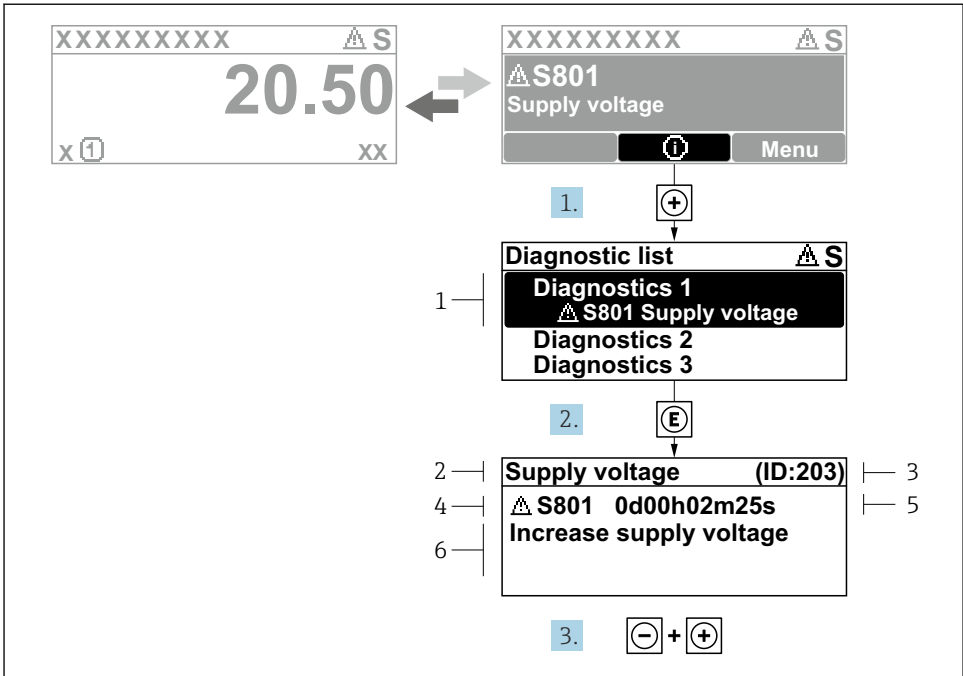 XXXXXXXXX ⚠ S
20.50
x 1 xx
XXXXXXXXX ⚠ S
⚠ S801
Supply voltage
i Menu
1. +
Diagnostic list ⚠ S
1
Diagnostics 1
⚠ S801 Supply voltage
Diagnostics 2
Diagnostics 3
2. E
2 Supply voltage (ID:203) 3
4 ⚠ S801 0d00h02m25s 5
6 Increase supply voltage
3. - + +